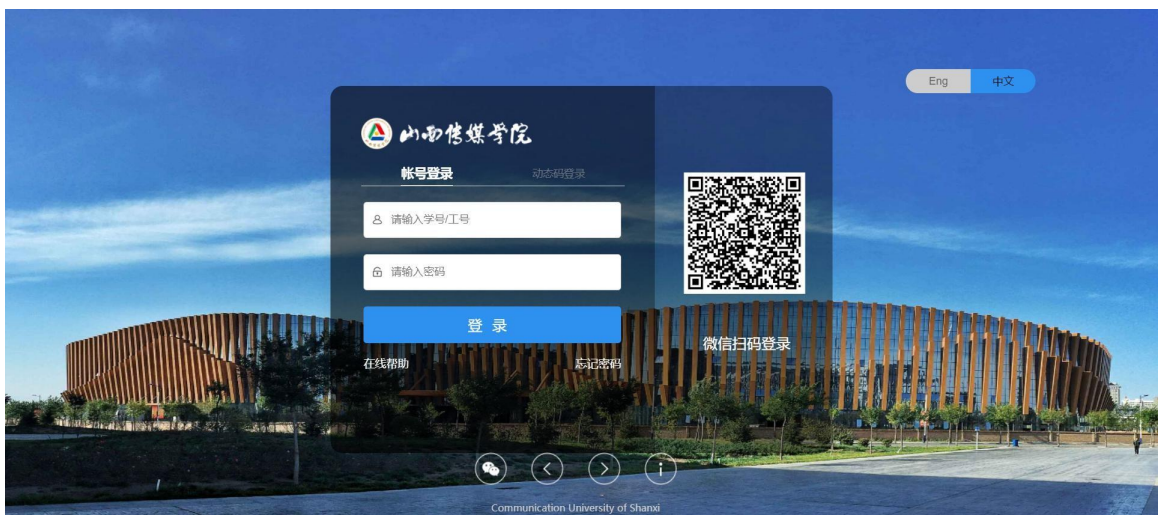 Eng 中文
山西传媒学院
帐号登录 动态码登录
请输入学号/工号
请输入密码
登 录
在线帮助 忘记密码
微信扫码登录
Communication University of Shanxi